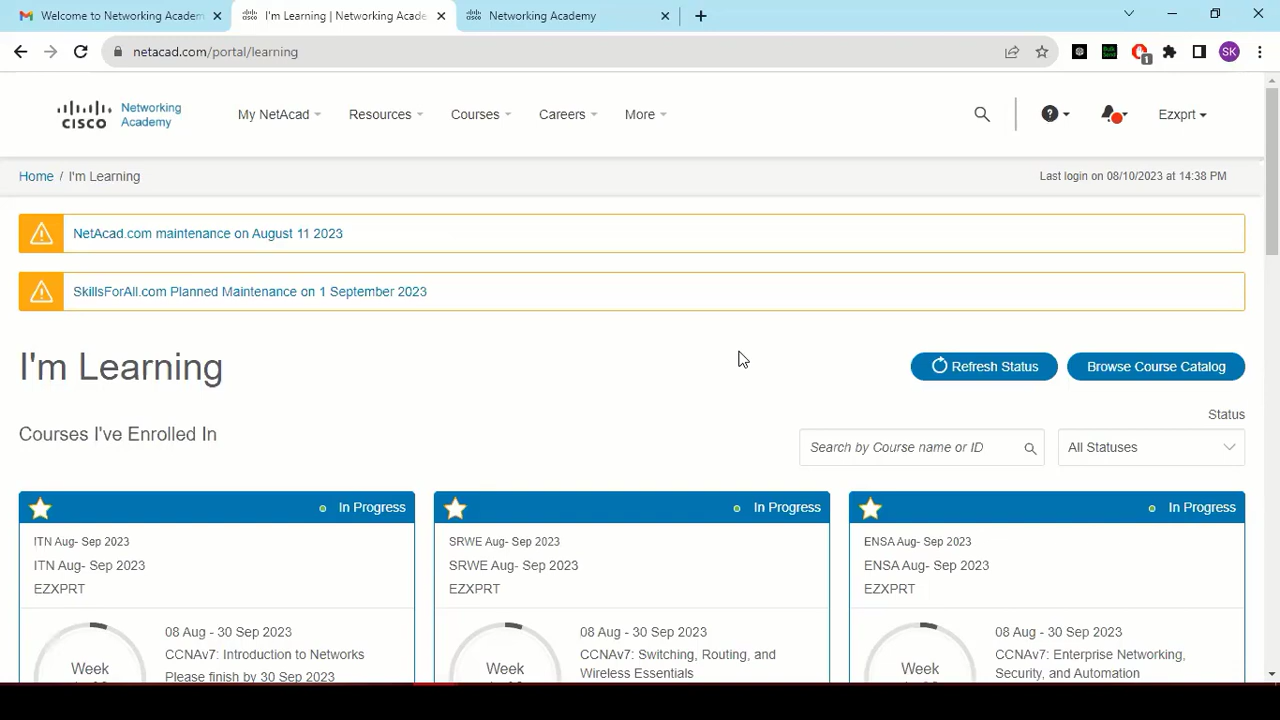 Welcome to Networking Academ
I'm Learning | Networking Acade
Networking Academy
netacad.com/portal/learning
1
SK
cisco
Networking
Academy
My NetAcad
Resources
Courses
Careers
More
Ezxprt
Home / I'm Learning
Last login on 08/10/2023 at 14:38 PM
NetAcad.com maintenance on August 11 2023
SkillsForAll.com Planned Maintenance on 1 September 2023
I'm Learning
Refresh Status
Browse Course Catalog
Status
Courses I've Enrolled In
Search by Course name or ID
All Statuses
In Progress
ITN Aug- Sep 2023
ITN Aug- Sep 2023
EZXPRT
08 Aug - 30 Sep 2023
CCNAv7: Introduction to Networks
Please finish by 30 Sep 2023
Week
In Progress
SRWE Aug- Sep 2023
SRWE Aug- Sep 2023
EZXPRT
08 Aug - 30 Sep 2023
CCNAv7: Switching, Routing, and
Wireless Essentials
Week
In Progress
ENSA Aug- Sep 2023
ENSA Aug- Sep 2023
EZXPRT
08 Aug - 30 Sep 2023
CCNAv7: Enterprise Networking,
Security, and Automation
Week